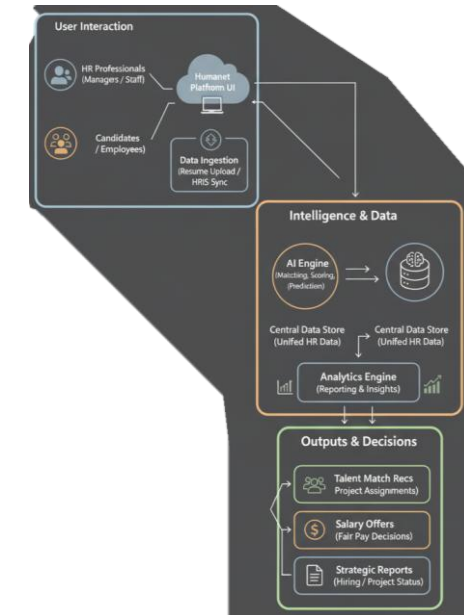 User Interaction
HR Professionals
(Managers / Staff)
Humanet
Platform UI
Candidates
/ Employees)
Data Ingestion
(Resume Upload /
HRIS Sync
Intelligence & Data
AI Engine
(Matching, Scoring,
(Prediction)
Central Data Store
(Unified HR Data)
Central Data Store
(Unifed HR Data)
Analytics Engine
(Reporting & Insights)
Outputs & Decisions
Talent Match Recs
Project Assignments)
Salary Offers
(Fair Pay Decisions)
Strategic Reports
(Hiring / Project Status)